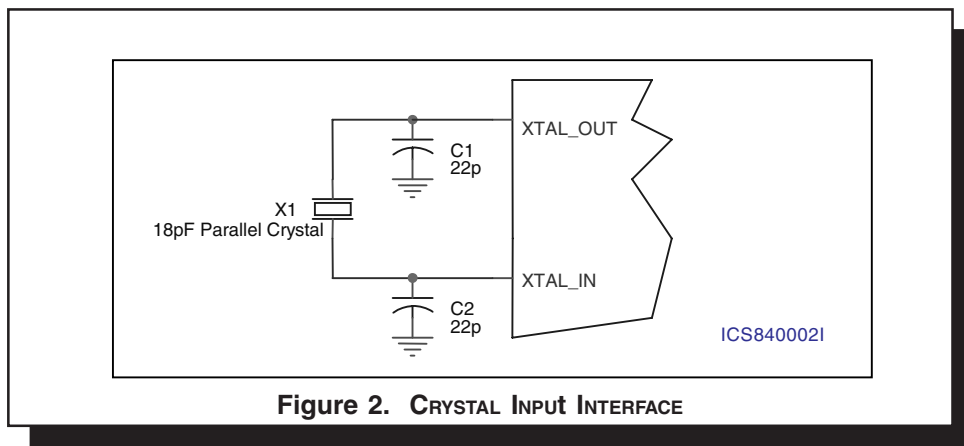 XTAL_OUT
C1
22p
X1
18pF Parallel Crystal
XTAL_IN
C2
22p
ICS840002I
Figure 2. CRYSTAL INPUt INTERFACE